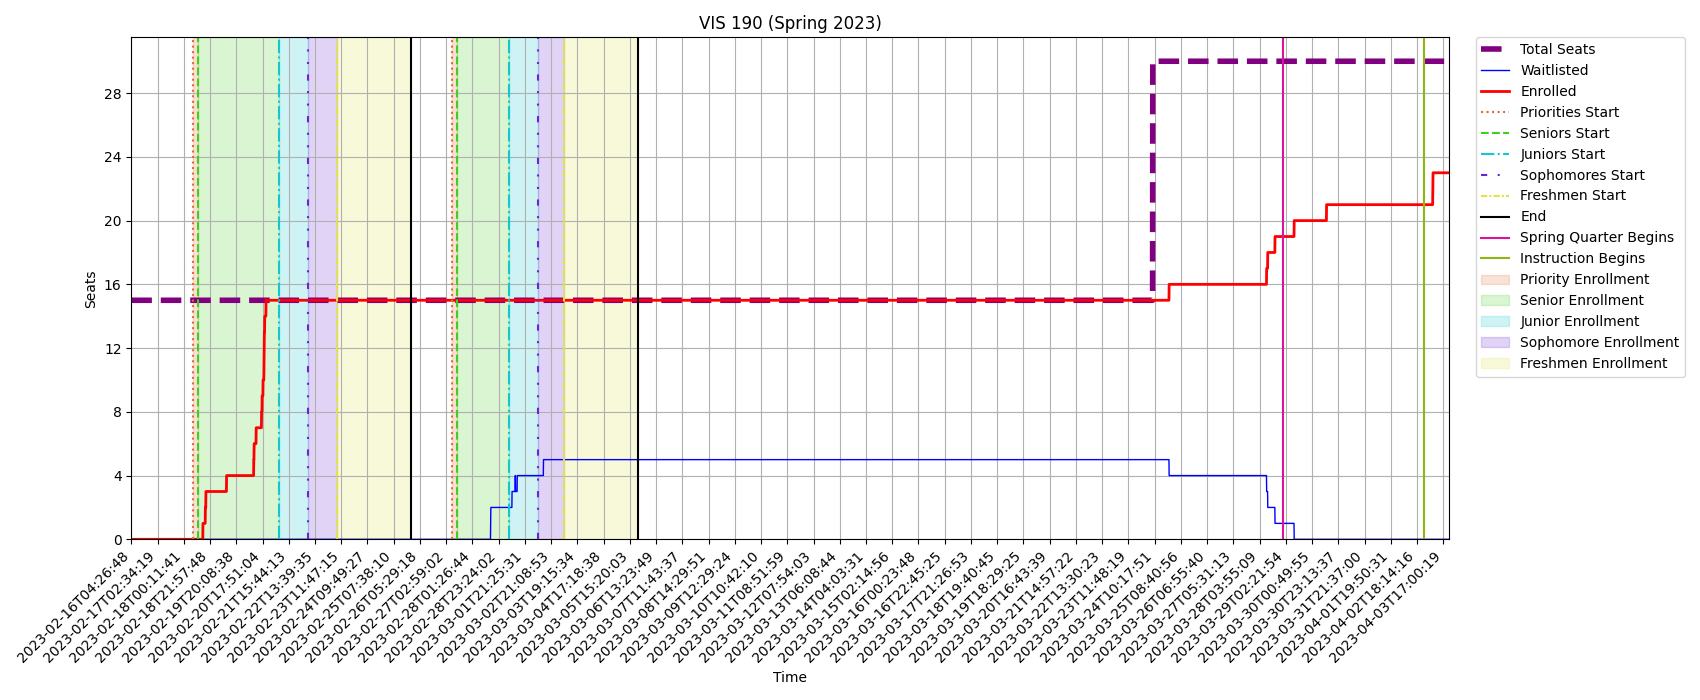 VIS 190 (Spring 2023)
Seats
28
24
20
16
12
8
4
0
2023-02-16T04:26:48
2023-02-17T02:34:19
2023-02-18T00:11:41
2023-02-18T21:57:48
2023-02-19T20:08:38
2023-02-20T17:51:04
2023-02-21T15:44:13
2023-02-22T13:39:35
2023-02-23T11:47:15
2023-02-24T09:49:27
2023-02-25T07:38:10
2023-02-26T05:29:18
2023-02-27T02:59:02
2023-02-28T01:26:44
2023-02-28T23:24:02
2023-03-01T21:25:31
2023-03-02T21:08:53
2023-03-03T19:15:34
2023-03-04T17:18:38
2023-03-05T15:20:03
2023-03-06T13:23:49
2023-03-07T11:43:37
2023-03-08T14:29:51
2023-03-09T12:29:24
2023-03-10T10:42:10
2023-03-11T08:51:59
2023-03-12T07:54:03
2023-03-13T06:08:44
2023-03-14T04:03:31
2023-03-15T02:14:56
2023-03-16T00:23:48
2023-03-16T22:45:25
2023-03-17T21:26:53
2023-03-18T19:40:45
2023-03-19T18:29:25
2023-03-20T16:43:39
2023-03-21T14:57:22
2023-03-22T13:30:23
2023-03-23T11:48:19
2023-03-24T10:17:51
2023-03-25T08:40:56
2023-03-26T06:55:40
2023-03-27T05:31:13
2023-03-28T03:55:09
2023-03-29T02:21:54
2023-03-30T00:49:55
2023-03-30T23:13:37
2023-03-31T21:37:00
2023-04-01T19:50:31
2023-04-02T18:14:16
2023-04-03T17:00:19
Time
Total Seats
Waitlisted
Enrolled
Priorities Start
Seniors Start
Juniors Start
Sophomores Start
Freshmen Start
End
Spring Quarter Begins
Instruction Begins
Priority Enrollment
Senior Enrollment
Junior Enrollment
Sophomore Enrollment
Freshmen Enrollment